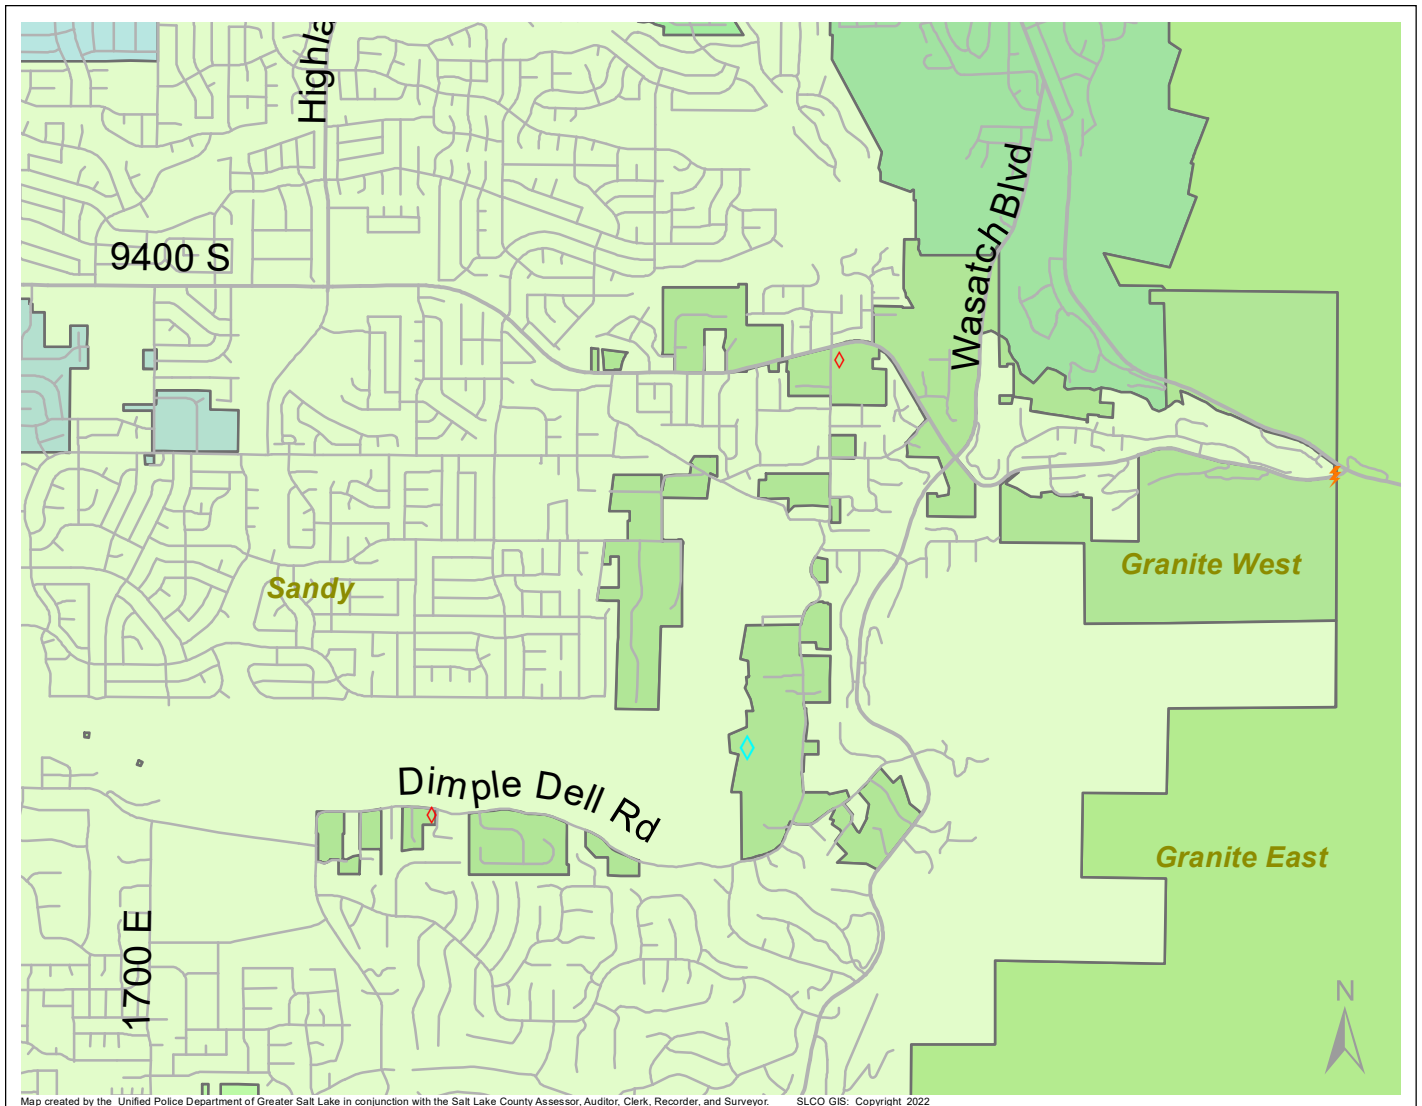 Highla
Wasatch Blvd
9400 S
Granite West
Sandy
Dimple Dell Rd
Granite East
1700 E
N
Map created by the Unified Police Department of Greater Salt Lake in conjunction with the Salt Lake County Assessor, Auditor, Clerk, Recorder, and Surveyor. SLCO GIS: Copyright 2022